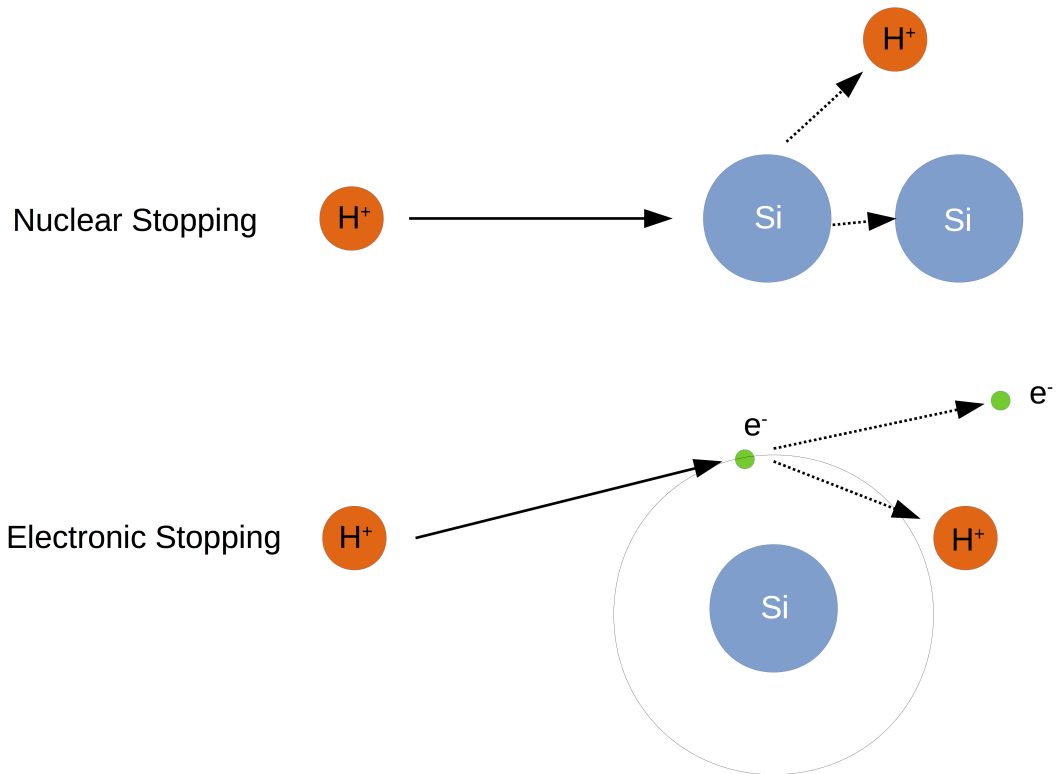 H⁺
Nuclear Stopping
H⁺
Si
Si
e⁻
e⁻
Electronic Stopping
H⁺
H⁺
Si